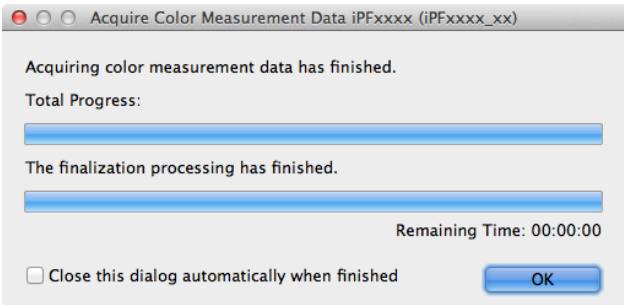 Acquire Color Measurement Data iPFxxxx (iPFxxxx_xx)
Acquiring color measurement data has finished.
Total Progress:
The finalization processing has finished.
Remaining Time: 00:00:00
Close this dialog automatically when finished
OK